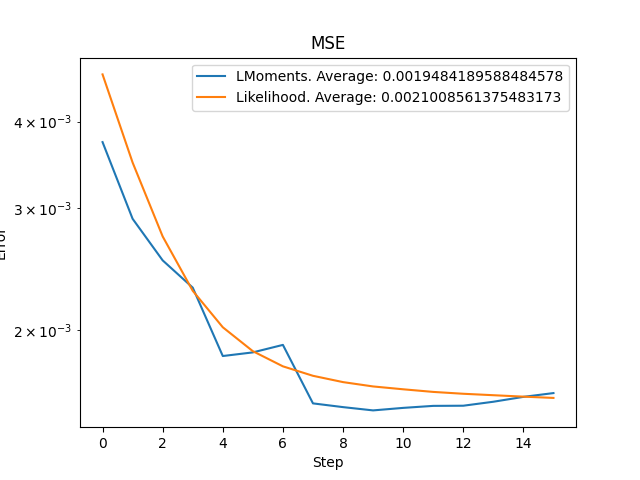 MSE
LMoments. Average: 0.0019484189588484578
Likelihood. Average: 0.0021008561375483173
4 × 10⁻³
3 × 10⁻³
2 × 10⁻³
Error
0 2 4 6 8 10 12 14
Step